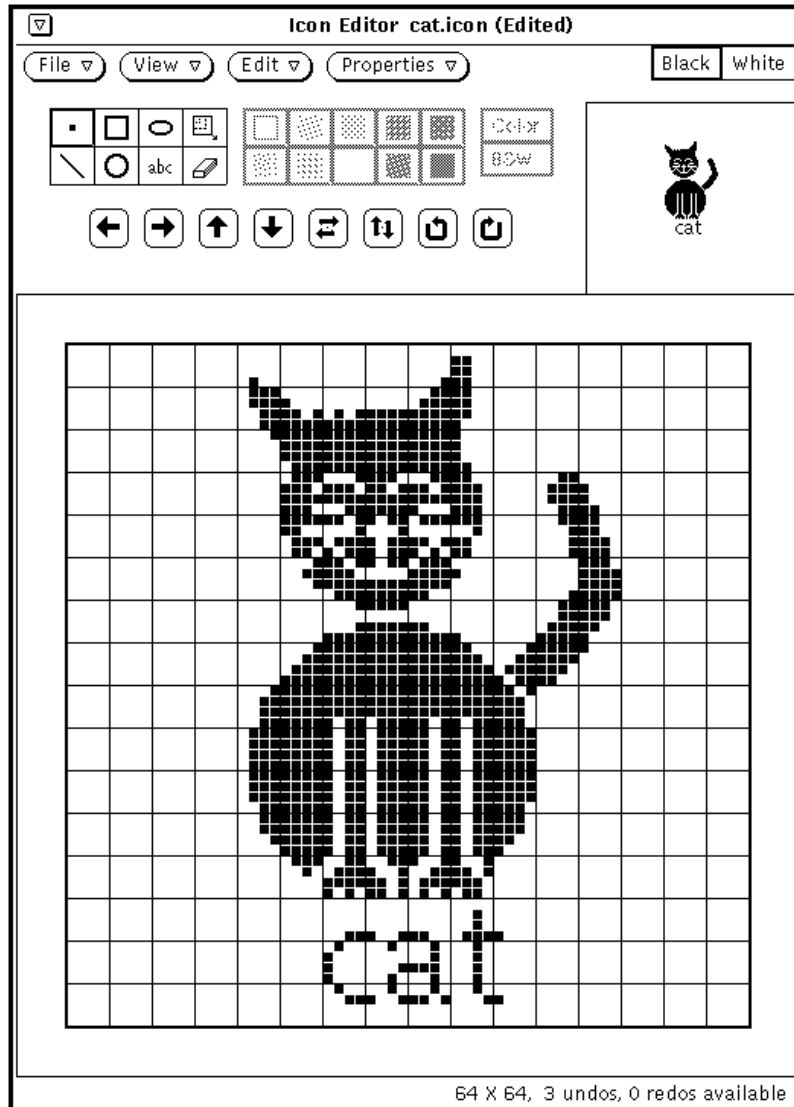 Icon Editor cat.icon (Edited)
File View Edit Properties Black White
Color
abc B&W
cat
cat
64 X 64, 3 undos, 0 redos available